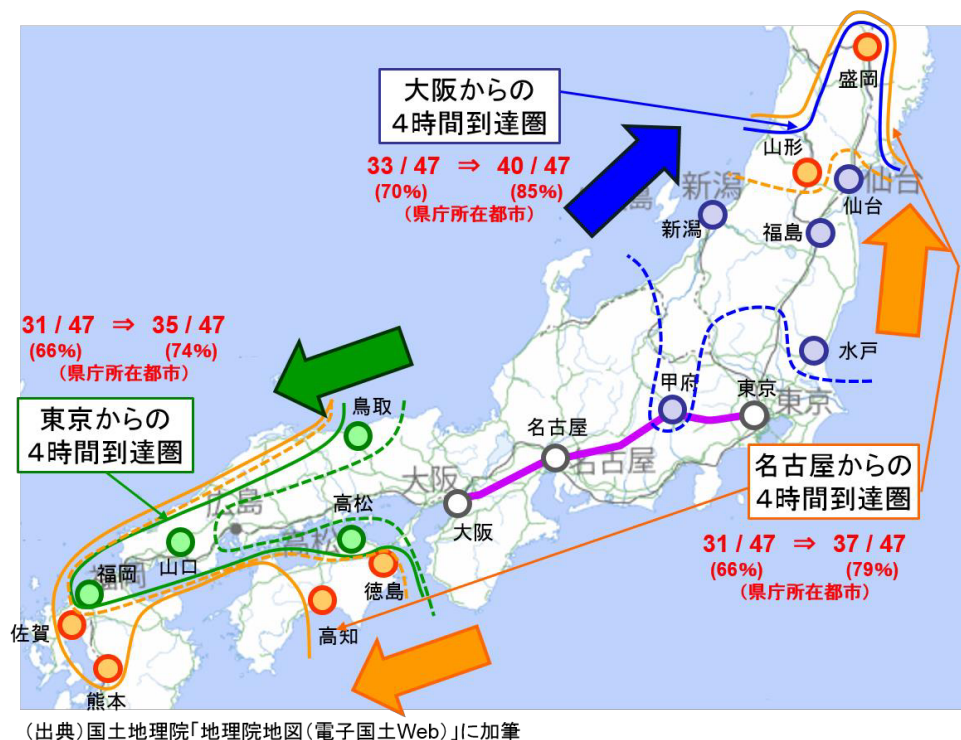 大阪からの
4時間到達圏
33 / 47 ⇒ 40 / 47
(70%) (85%)
(県庁所在都市)
盛岡
山形
仙台
仙台
新潟
新潟
福島
水戸
31 / 47 ⇒ 35 / 47
(66%) (74%)
(県庁所在都市)
東京からの
4時間到達圏
鳥取
甲府
東京
東京
名古屋
名古屋
大阪
大阪
広島
高松
高松
山口
福岡
福岡
徳島
高知
佐賀
熊本
名古屋からの
4時間到達圏
31 / 47 ⇒ 37 / 47
(66%) (79%)
(県庁所在都市)
(出典)国土地理院「地理院地図(電子国土Web)」に加筆